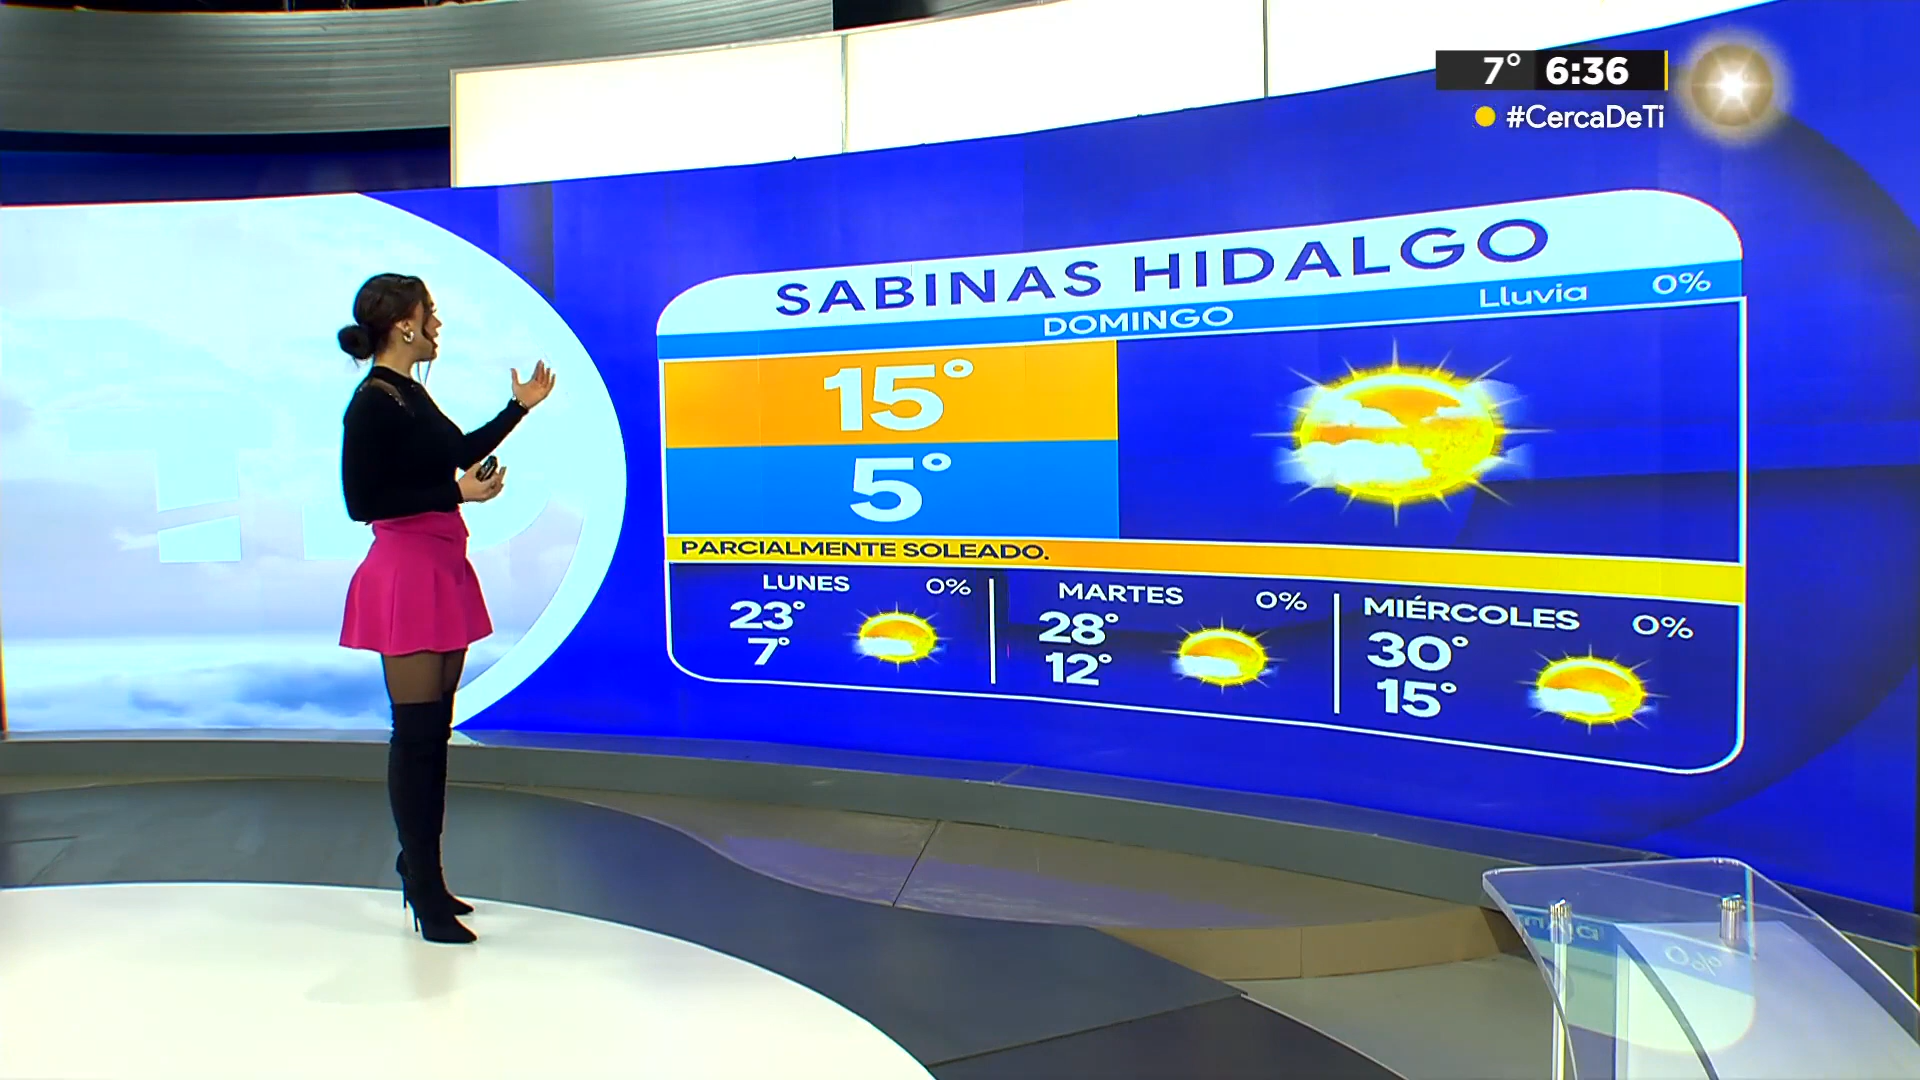 7° 6:36
#CercaDeTi
SABINAS HIDALGO
Lluvia 0%
DOMINGO
15°
5°
PARCIALMENTE SOLEADO.
LUNES 0%
23°
7°
MARTES 0%
28°
12°
MIÉRCOLES 0%
30°
15°